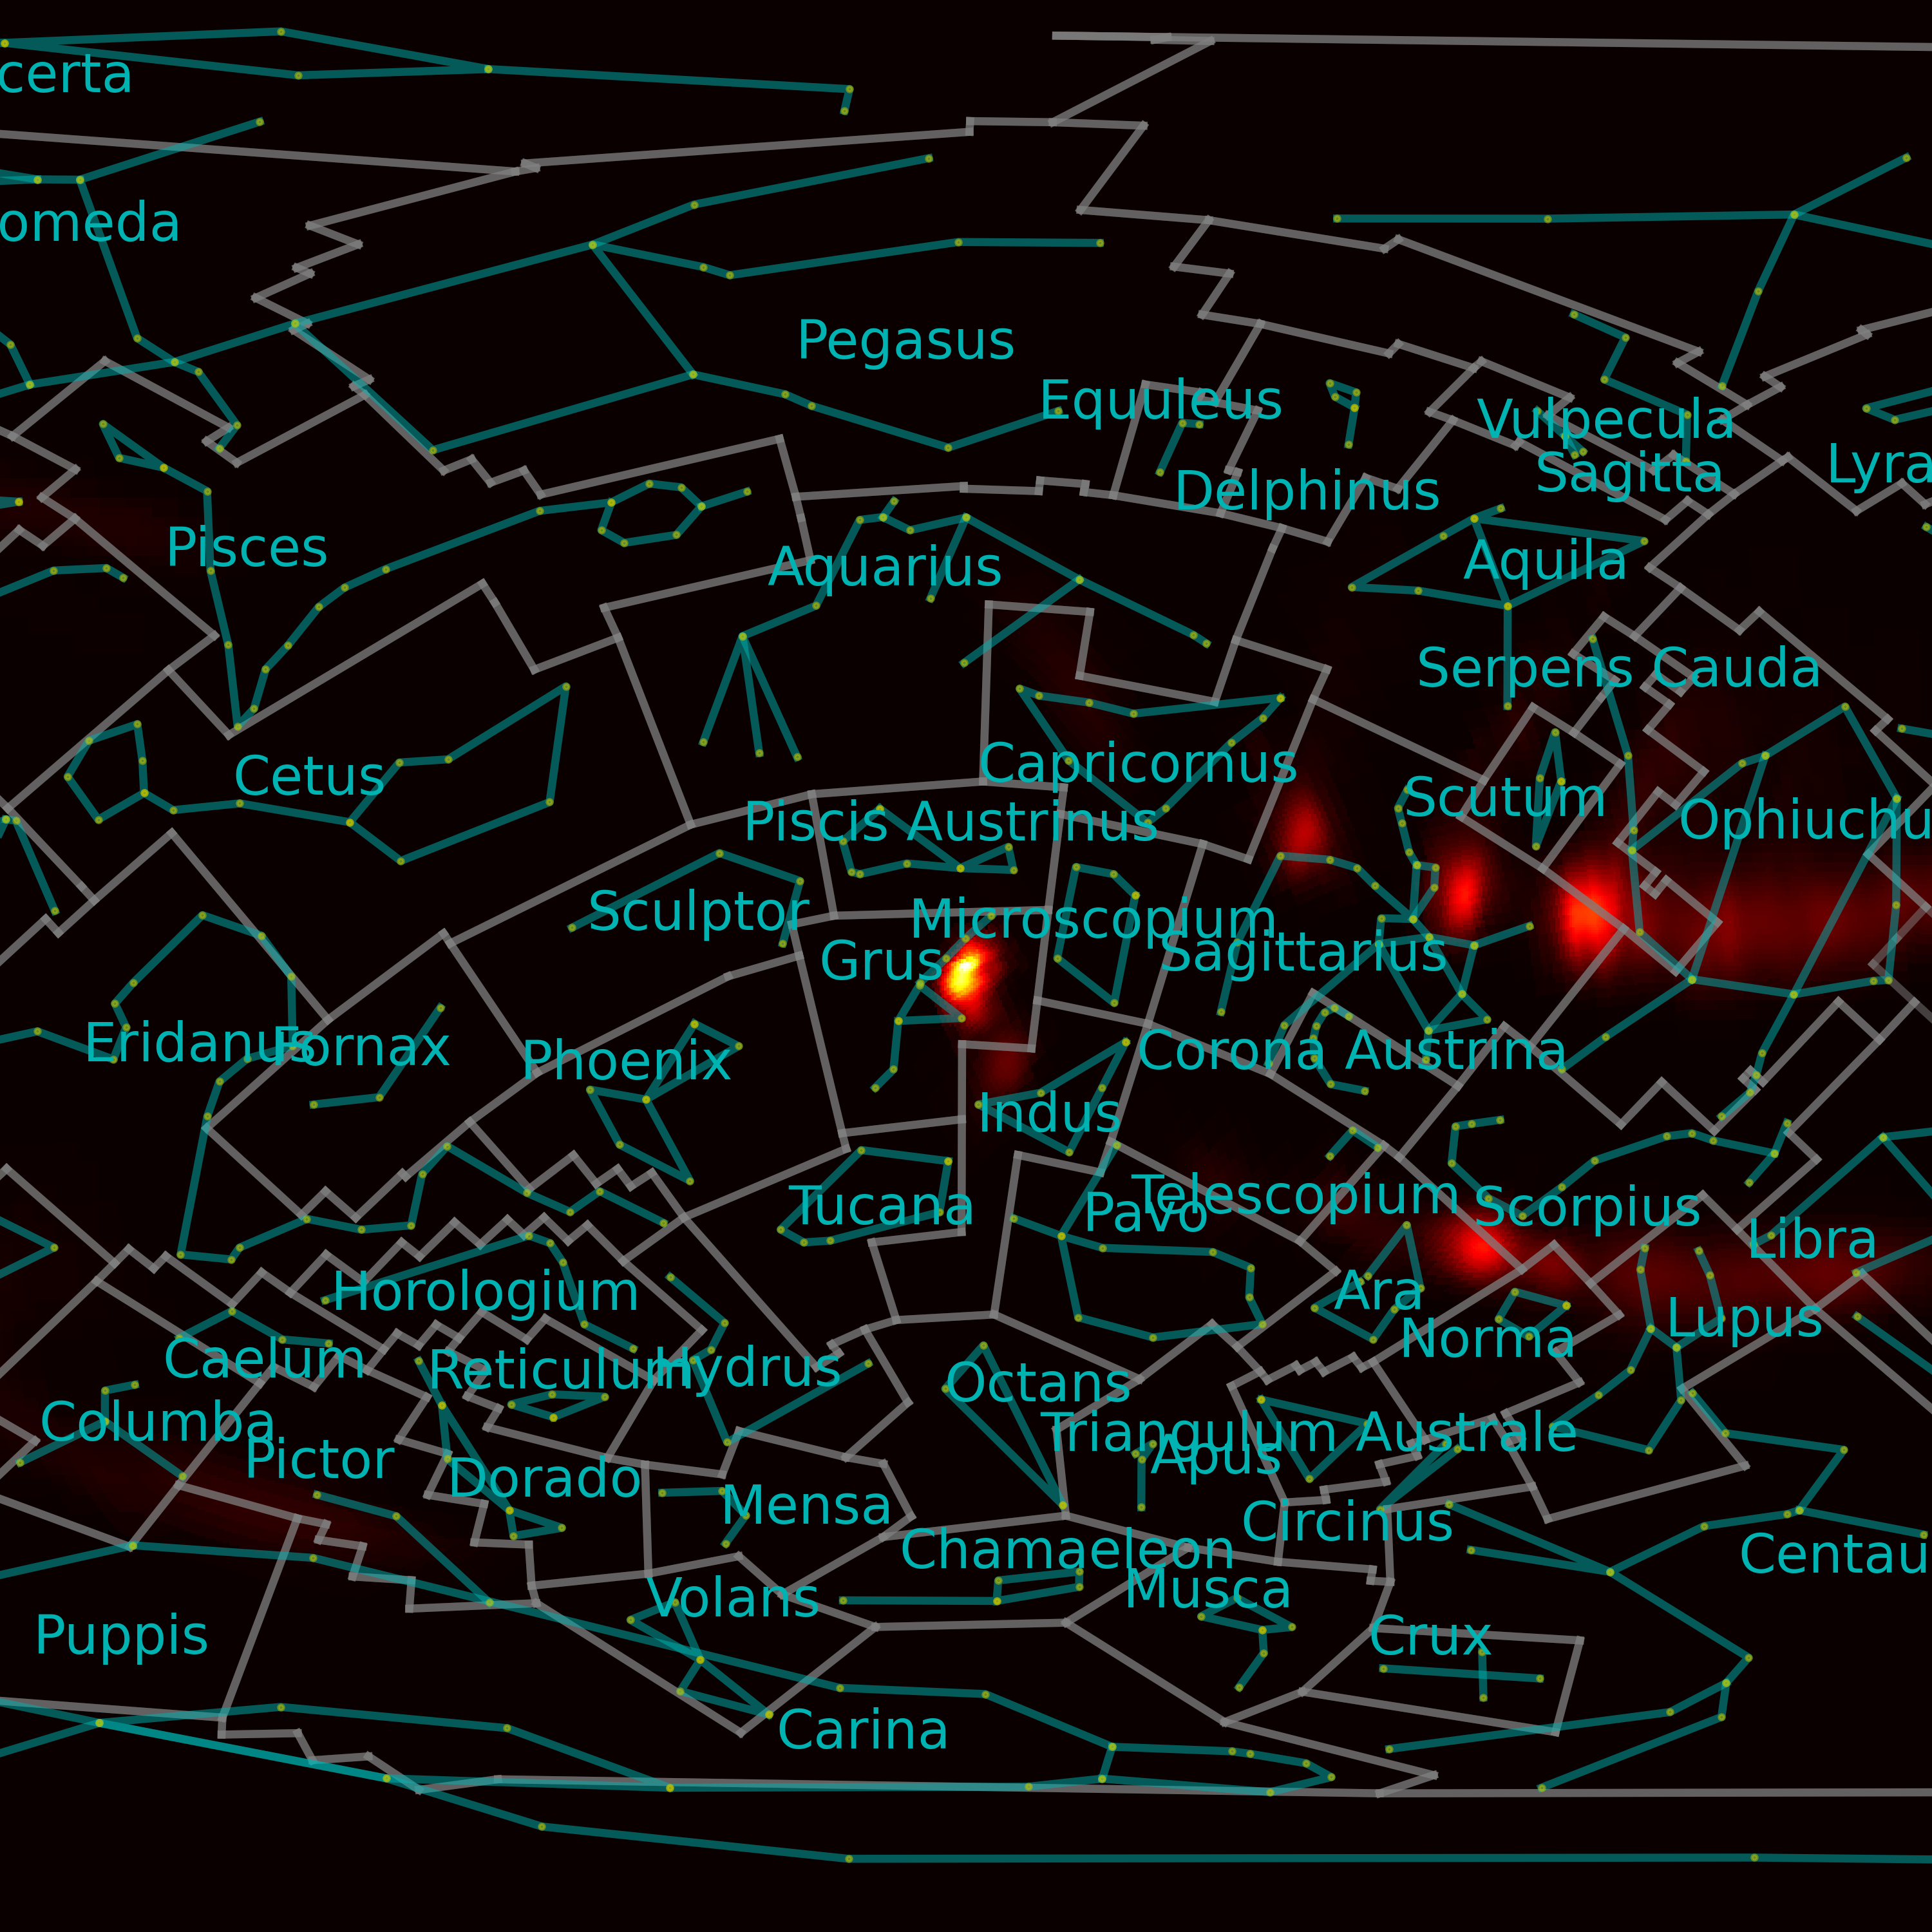 certa
omeda
Pegasus
Equuleus
Vulpecula
Sagitta
Lyra
Delphinus
Pisces
Aquarius
Aquila
Serpens Cauda
Cetus
Capricornus
Scutum
Piscis Austrinus
Ophiuchu
Sculptor
Microscopium
Grus
Sagittarius
Eridanus
Fornax
Phoenix
Corona Austrina
Indus
Tucana
Pavo
Telescopium
Scorpius
Libra
Horologium
Ara
Norma
Lupus
Caelum
Reticulum
Hydrus
Octans
Columba
Pictor
Triangulum Australe
Apus
Dorado
Mensa
Circinus
Chamaeleon
Centau
Volans
Musca
Puppis
Crux
Carina